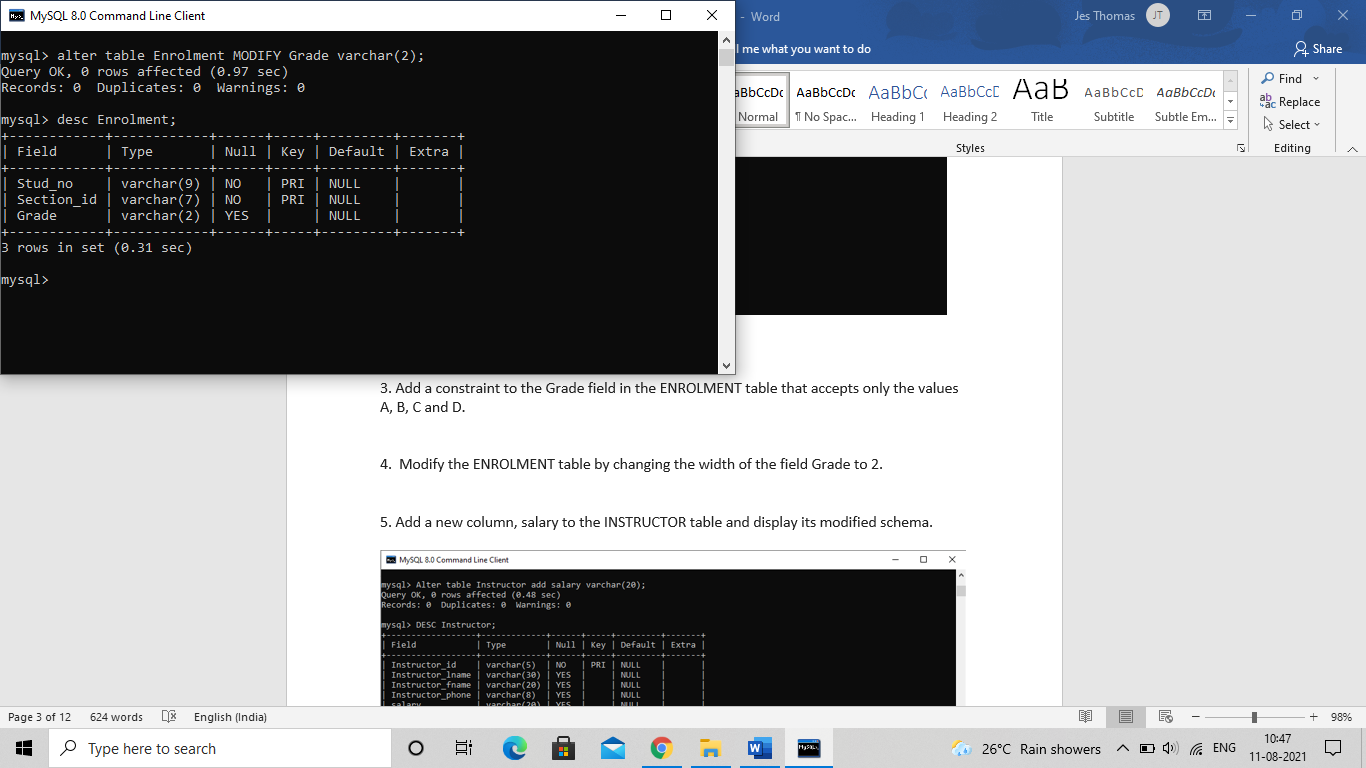 MySQL 8.0 Command Line Client
mysql> alter table Enrolment MODIFY Grade varchar(2);
Query OK, 0 rows affected (0.97 sec)
Records: 0  Duplicates: 0  Warnings: 0
mysql> desc Enrolment;
+------------+------------+------+-----+---------+-------+
| Field      | Type       | Null | Key | Default | Extra |
+------------+------------+------+-----+---------+-------+
| Stud_no    | varchar(9) | NO   | PRI | NULL    |       |
| Section_id | varchar(7) | NO   | PRI | NULL    |       |
| Grade      | varchar(2) | YES  |     | NULL    |       |
+------------+------------+------+-----+---------+-------+
3 rows in set (0.31 sec)
mysql>
- Word
Jes Thomas JT
l me what you want to do
Share
aBbCcDc AaBbCcDc AaBbCc AaBbCcD AaB AaBbCcD AaBbCcDc
Normal ¶ No Spac... Heading 1 Heading 2 Title Subtitle Subtle Em...
Styles
Find
Replace
Select
Editing
3. Add a constraint to the Grade field in the ENROLMENT table that accepts only the values
A, B, C and D.
4. Modify the ENROLMENT table by changing the width of the field Grade to 2.
5. Add a new column, salary to the INSTRUCTOR table and display its modified schema.
MySQL 8.0 Command Line Client
mysql> Alter table Instructor add salary varchar(20);
Query OK, 0 rows affected (0.48 sec)
Records: 0  Duplicates: 0  Warnings: 0
mysql> DESC Instructor;
+------------------+-------------+------+-----+---------+-------+
| Field            | Type        | Null | Key | Default | Extra |
+------------------+-------------+------+-----+---------+-------+
| Instructor_id    | varchar(5)  | NO   | PRI | NULL    |       |
| Instructor_lname | varchar(30) | YES  |     | NULL    |       |
| Instructor_fname | varchar(20) | YES  |     | NULL    |       |
| Instructor_phone | varchar(8)  | YES  |     | NULL    |       |
| salary           | varchar(20) | YES  |     | NULL    |       |
Page 3 of 12 624 words English (India) 98%
Type here to search
26°C Rain showers ENG
10:47
11-08-2021